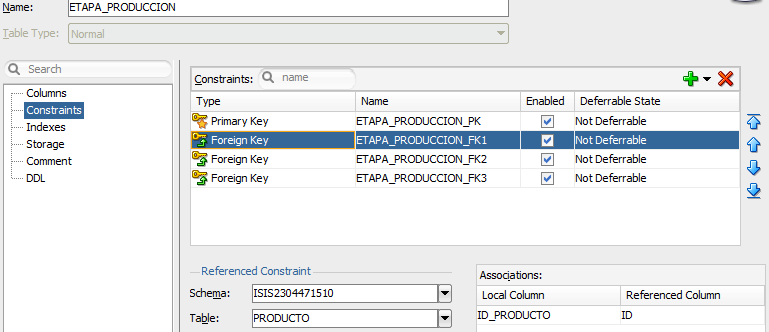 Name: ETAPA_PRODUCCION
Table Type: Normal
Search
Columns
Constraints
Indexes
Storage
Comment
DDL
Constraints: name
Type Name Enabled Deferrable State
Primary Key ETAPA_PRODUCCION_PK Not Deferrable
Foreign Key ETAPA_PRODUCCION_FK1 Not Deferrable
Foreign Key ETAPA_PRODUCCION_FK2 Not Deferrable
Foreign Key ETAPA_PRODUCCION_FK3 Not Deferrable
Referenced Constraint
Schema: ISIS2304471510
Table: PRODUCTO
Associations:
Local Column Referenced Column
ID_PRODUCTO ID